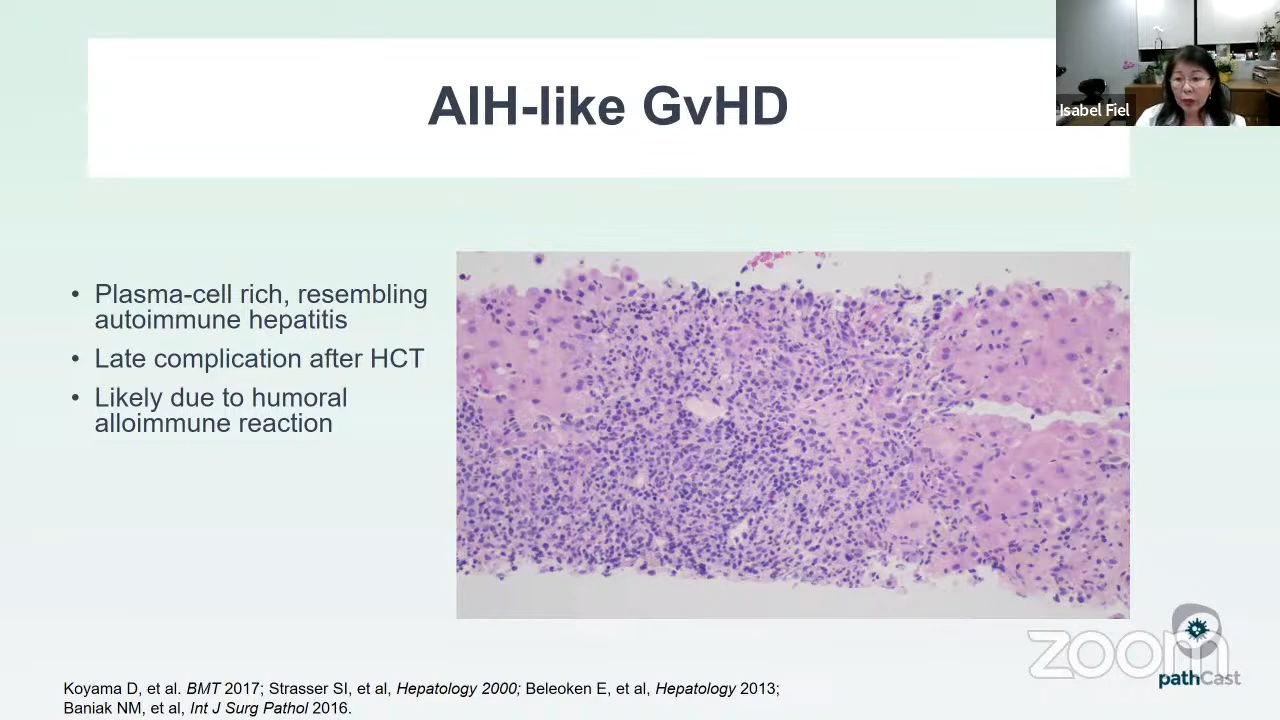 AIH-like GvHD
Isabel Fiel
• Plasma-cell rich, resembling
autoimmune hepatitis
• Late complication after HCT
• Likely due to humoral
alloimmune reaction
zoom
pathCast
Koyama D, et al. BMT 2017; Strasser SI, et al, Hepatology 2000; Beleoken E, et al, Hepatology 2013;
Baniak NM, et al, Int J Surg Pathol 2016.